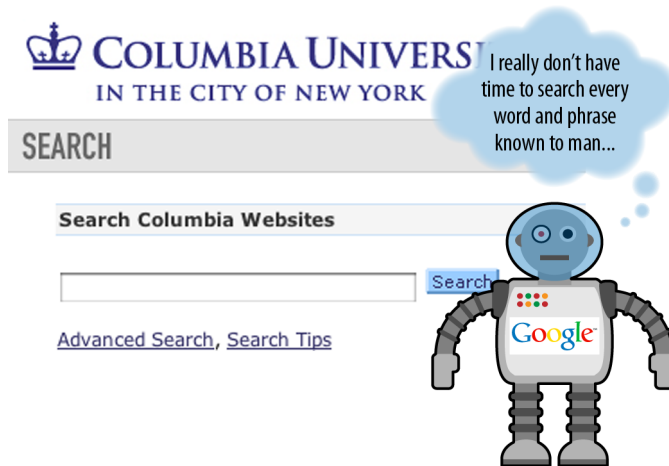 COLUMBIA UNIVERS
IN THE CITY OF NEW YORK
I really don't have
time to search every
word and phrase
known to man...
SEARCH
Search Columbia Websites
Search
Advanced Search, Search Tips
Google